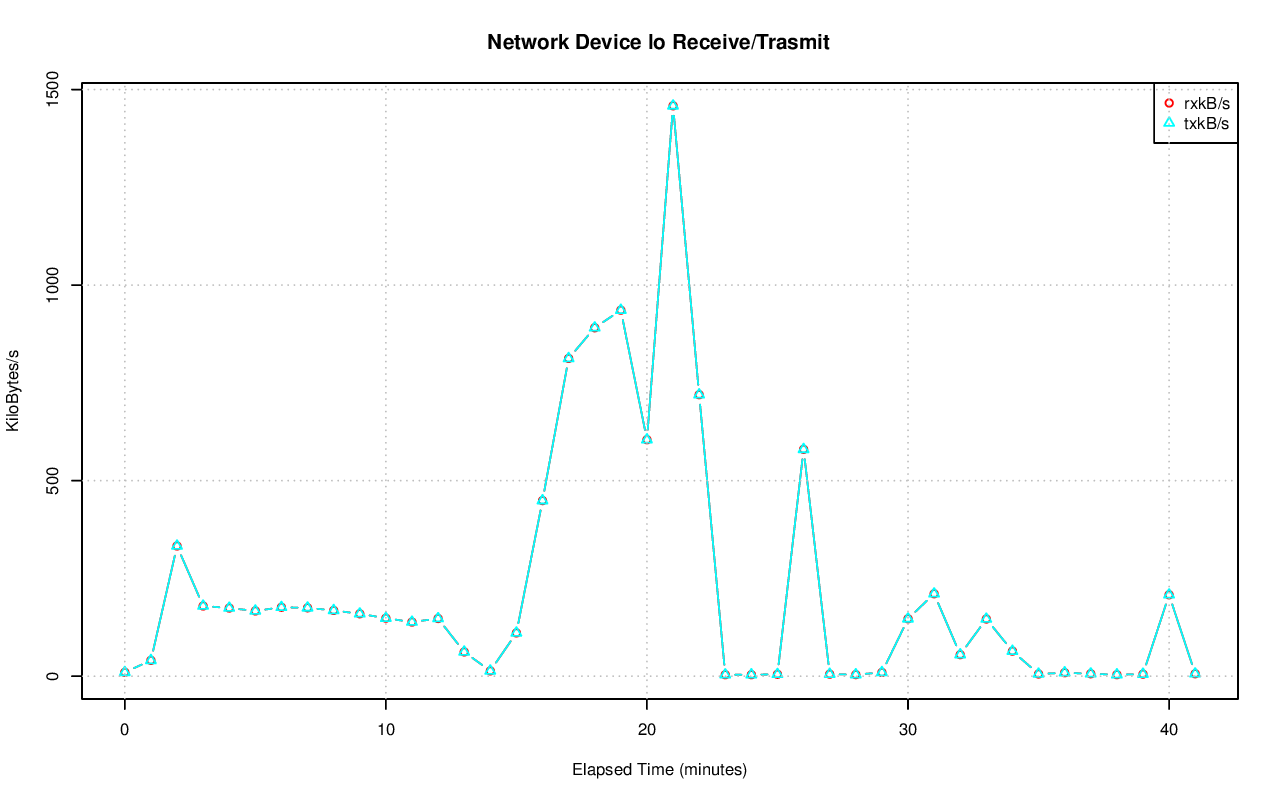 Network Device lo Receive/Trasmit
1500
1000
500
0
KiloBytes/s
rxkB/s
txkB/s
0 10 20 30 40
Elapsed Time (minutes)